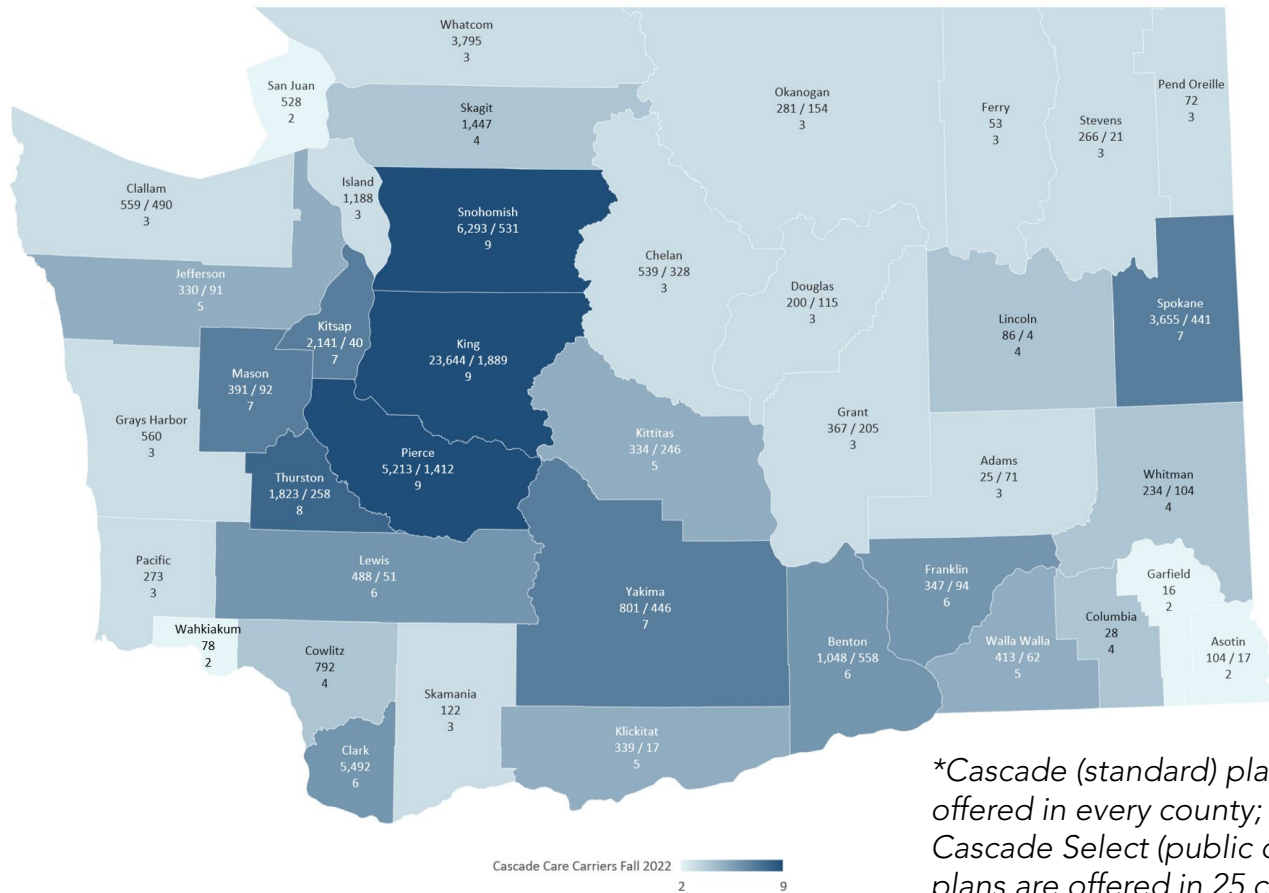 Whatcom
3,795
3
San Juan
528
2
Skagit
1,447
4
Okanogan
281 / 154
3
Ferry
53
3
Stevens
266 / 21
3
Pend Oreille
72
3
Clallam
559 / 490
3
Island
1,188
3
Snohomish
6,293 / 531
9
Chelan
539 / 328
3
Douglas
200 / 115
3
Jefferson
330 / 91
5
Kitsap
2,141 / 40
7
King
23,644 / 1,889
9
Lincoln
86 / 4
4
Spokane
3,655 / 441
7
Mason
391 / 92
7
Grays Harbor
560
3
Pierce
5,213 / 1,412
9
Kittitas
334 / 246
5
Grant
367 / 205
3
Adams
25 / 71
3
Whitman
234 / 104
4
Thurston
1,823 / 258
8
Pacific
273
3
Lewis
488 / 51
6
Yakima
801 / 446
7
Franklin
347 / 94
6
Garfield
16
2
Wahkiakum
78
2
Cowlitz
792
4
Skamania
122
3
Benton
1,048 / 558
6
Walla Walla
413 / 62
5
Columbia
28
4
Asotin
104 / 17
2
Clark
5,492
6
Klickitat
339 / 17
5
*Cascade (standard)
offered in every county;
Cascade Select (public
plans are offered in 25
Cascade Care Carriers Fall 2022
2
9